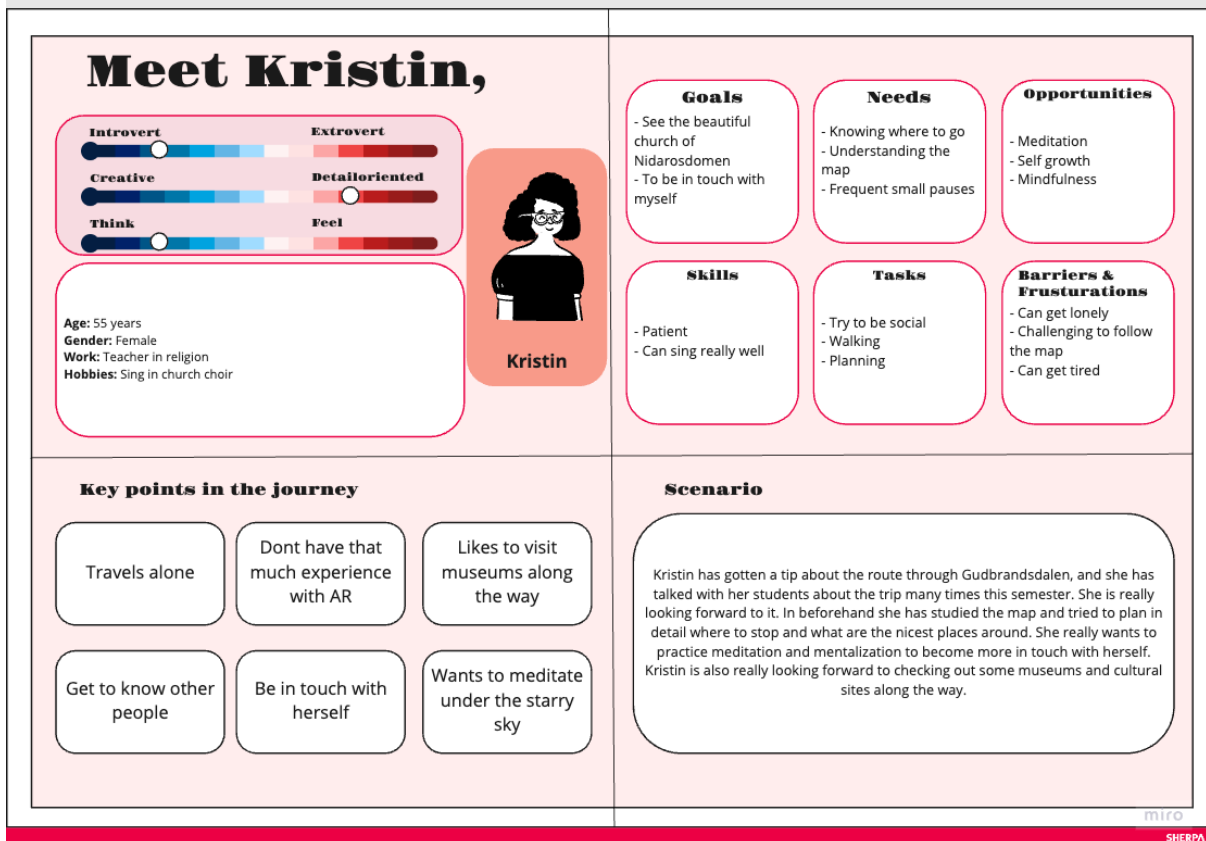 Meet Kristin,
Introvert
Extrovert
Creative
Detailoriented
Think
Feel
Kristin
Age: 55 years
Gender: Female
Work: Teacher in religion
Hobbies: Sing in church choir
Goals
- See the beautiful
church of
Nidarosdomen
- To be in touch with
myself
Needs
- Knowing where to go
- Understanding the
map
- Frequent small pauses
Opportunities
- Meditation
- Self growth
- Mindfulness
Skills
- Patient
- Can sing really well
Tasks
- Try to be social
- Walking
- Planning
Barriers &
Frusturations
- Can get lonely
- Challenging to follow
the map
- Can get tired
Key points in the journey
Travels alone
Dont have that
much experience
with AR
Likes to visit
museums along
the way
Get to know other
people
Be in touch with
herself
Wants to meditate
under the starry
sky
Scenario
Kristin has gotten a tip about the route through Gudbrandsdalen, and she has
talked with her students about the trip many times this semester. She is really
looking forward to it. In beforehand she has studied the map and tried to plan in
detail where to stop and what are the nicest places around. She really wants to
practice meditation and mentalization to become more in touch with herself.
Kristin is also really looking forward to checking out some museums and cultural
sites along the way.
miro
SHERPA